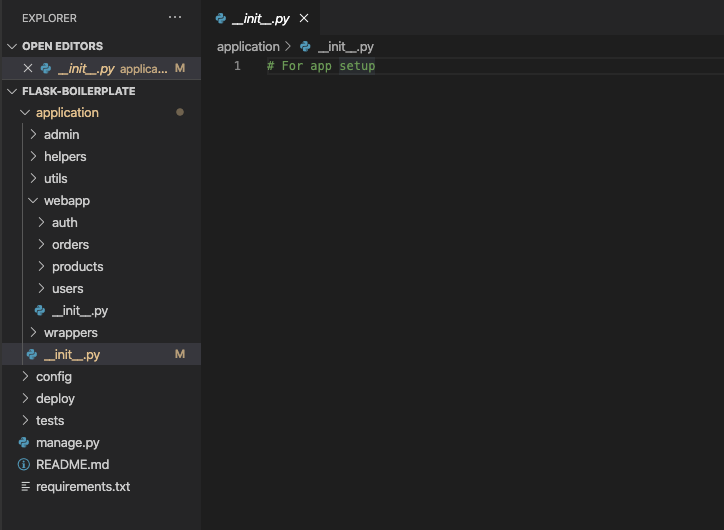 EXPLORER
OPEN EDITORS
__init__.py applica... M
FLASK-BOILERPLATE
application
admin
helpers
utils
webapp
auth
orders
products
users
__init__.py
wrappers
__init__.py M
config
deploy
tests
manage.py
README.md
requirements.txt
__init__.py
application > __init__.py
1 # For app setup